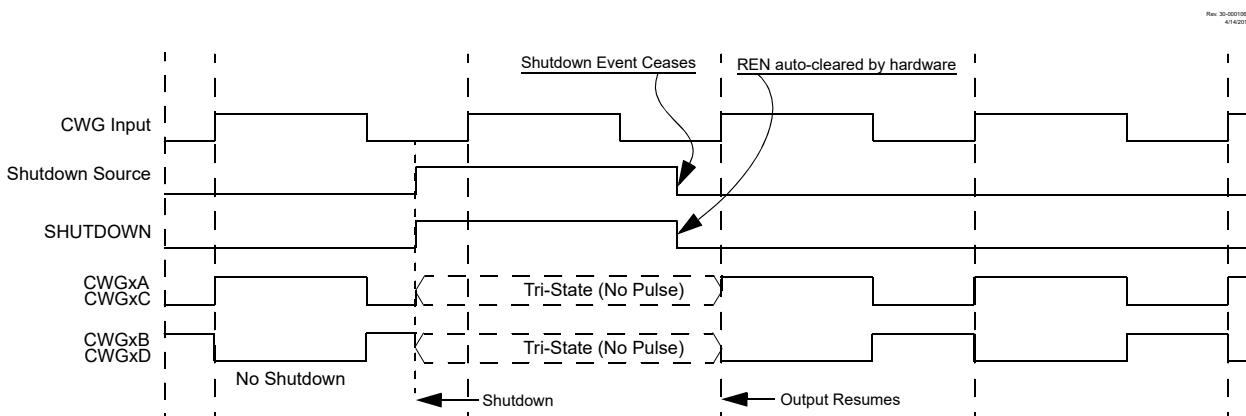 Rev. 30-000106
4/14/201
Shutdown Event Ceases
REN auto-cleared by hardware
CWG Input
Shutdown Source
SHUTDOWN
CWGxA
CWGxC
Tri-State (No Pulse)
CWGxB
CWGxD
Tri-State (No Pulse)
No Shutdown
Shutdown
Output Resumes